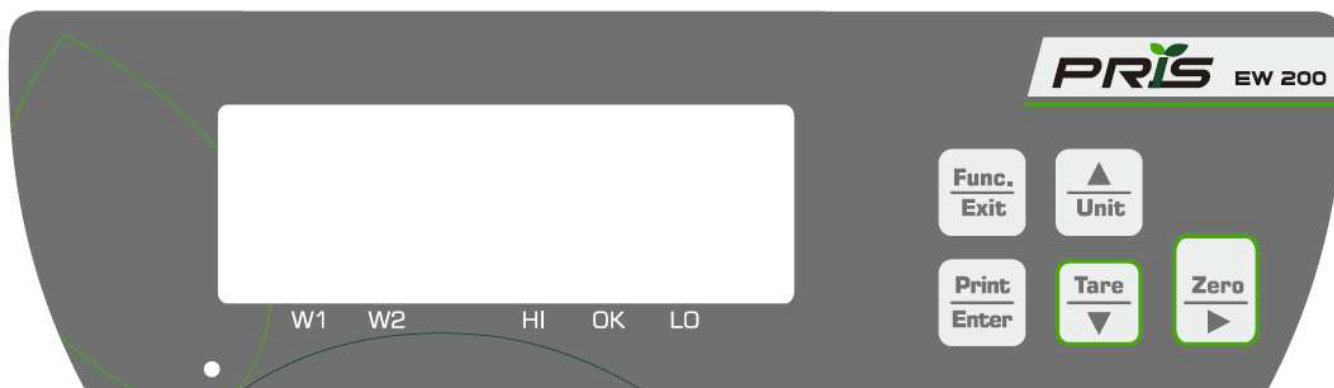 PRIS EW 200
Func.
Exit
Unit
Print
Enter
Tare
Zero
W1 W2 HI OK LO